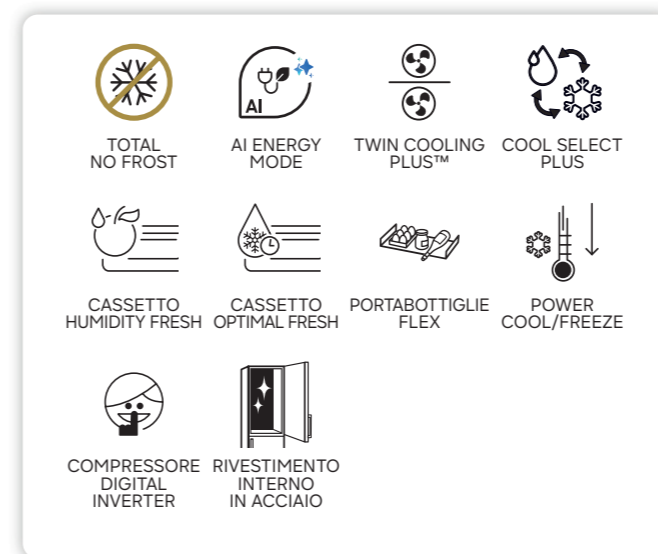 AI
TOTAL
NO FROST
AI ENERGY
MODE
TWIN COOLING
PLUS™
COOL SELECT
PLUS
CASSETTO
HUMIDITY FRESH
CASSETTO
OPTIMAL FRESH
PORTABOTTIGLIE
FLEX
POWER
COOL/FREEZE
COMPRESSORE
DIGITAL
INVERTER
RIVESTIMENTO
INTERNO
IN ACCIAIO